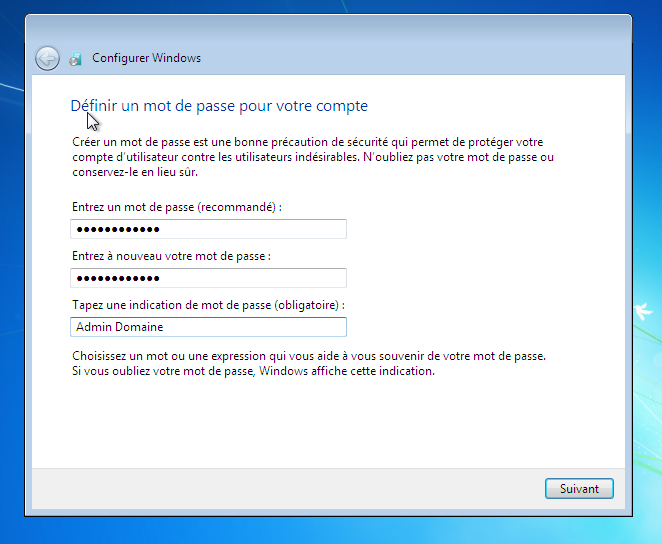 Configurer Windows
Définir un mot de passe pour votre compte
Créer un mot de passe est une bonne précaution de sécurité qui permet de protéger votre
compte d'utilisateur contre les utilisateurs indésirables. N'oubliez pas votre mot de passe ou
conservez-le en lieu sûr.
Entrez un mot de passe (recommandé) :
●●●●●●●●●●●●
Entrez à nouveau votre mot de passe :
●●●●●●●●●●●●
Tapez une indication de mot de passe (obligatoire) :
Admin Domaine
Choisissez un mot ou une expression qui vous aide à vous souvenir de votre mot de passe.
Si vous oubliez votre mot de passe, Windows affiche cette indication.
Suivant